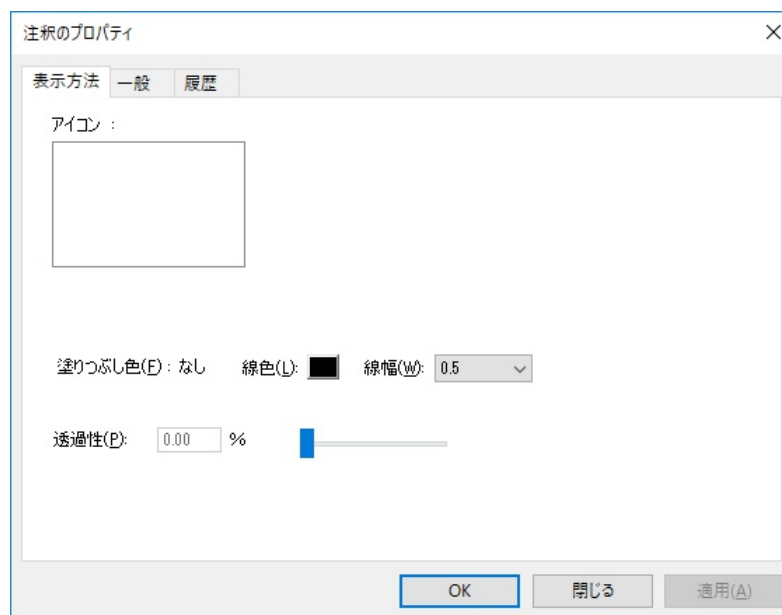 注釈のプロパティ
表示方法 一般 履歴
アイコン :
塗りつぶし色(F) : なし 線色(L): 線幅(W): 0.5
透過性(P): 0.00 %
OK 閉じる 適用(A)